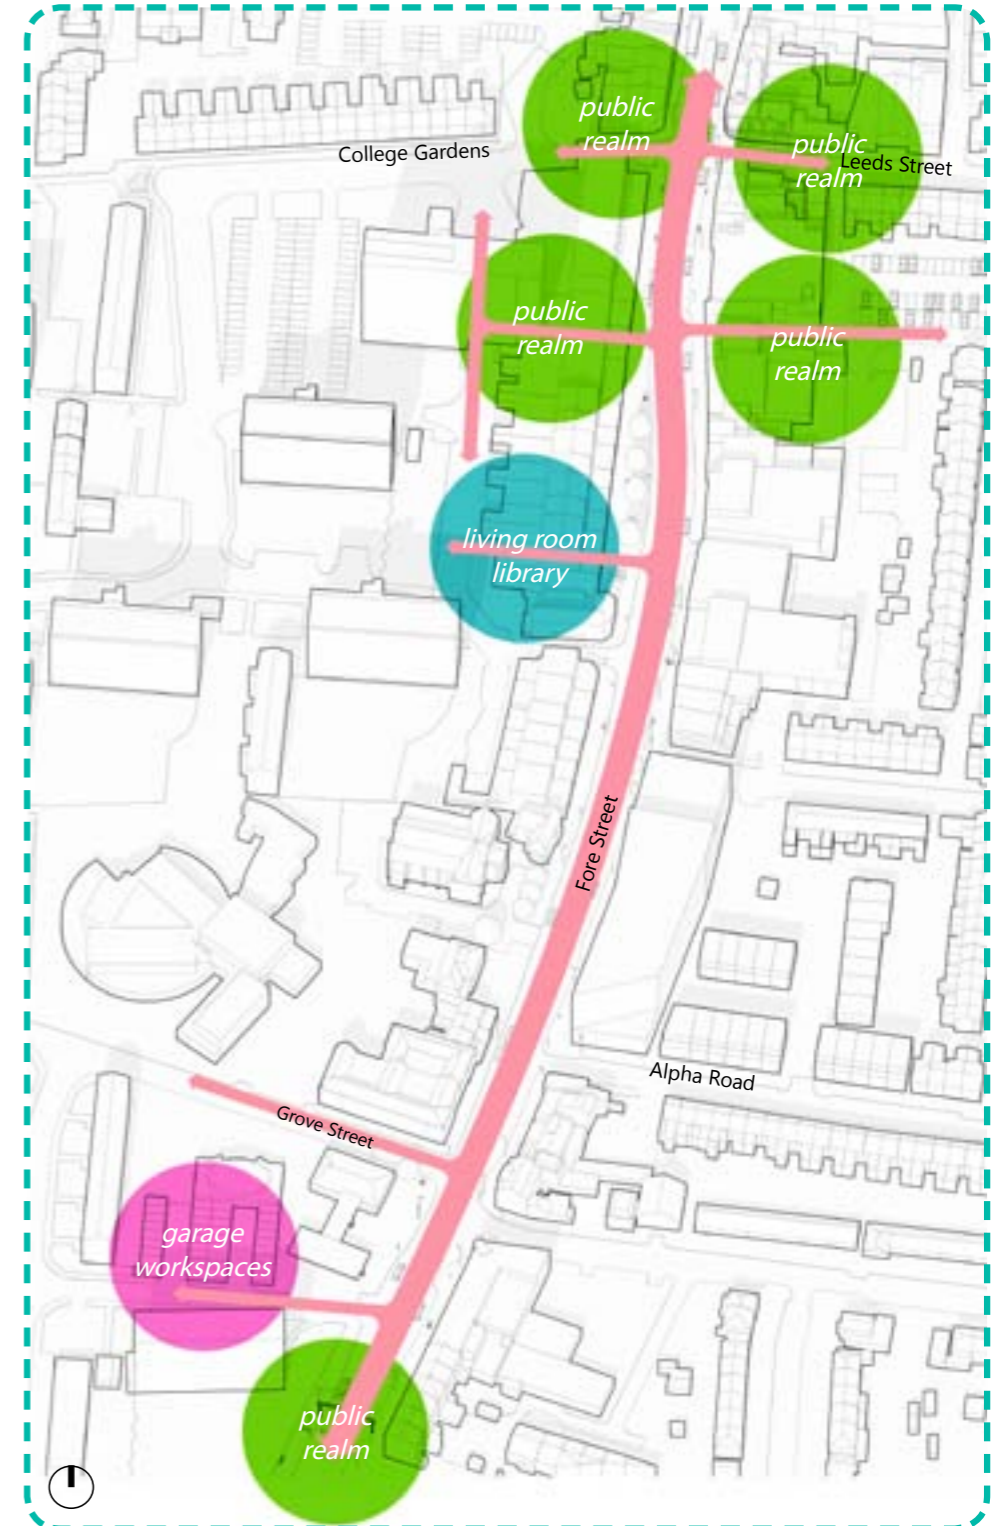 public
realm
public
realm
College Gardens
Leeds Street
public
realm
public
realm
living room
library
Fore Street
Alpha Road
Grove Street
garage
workspaces
public
realm